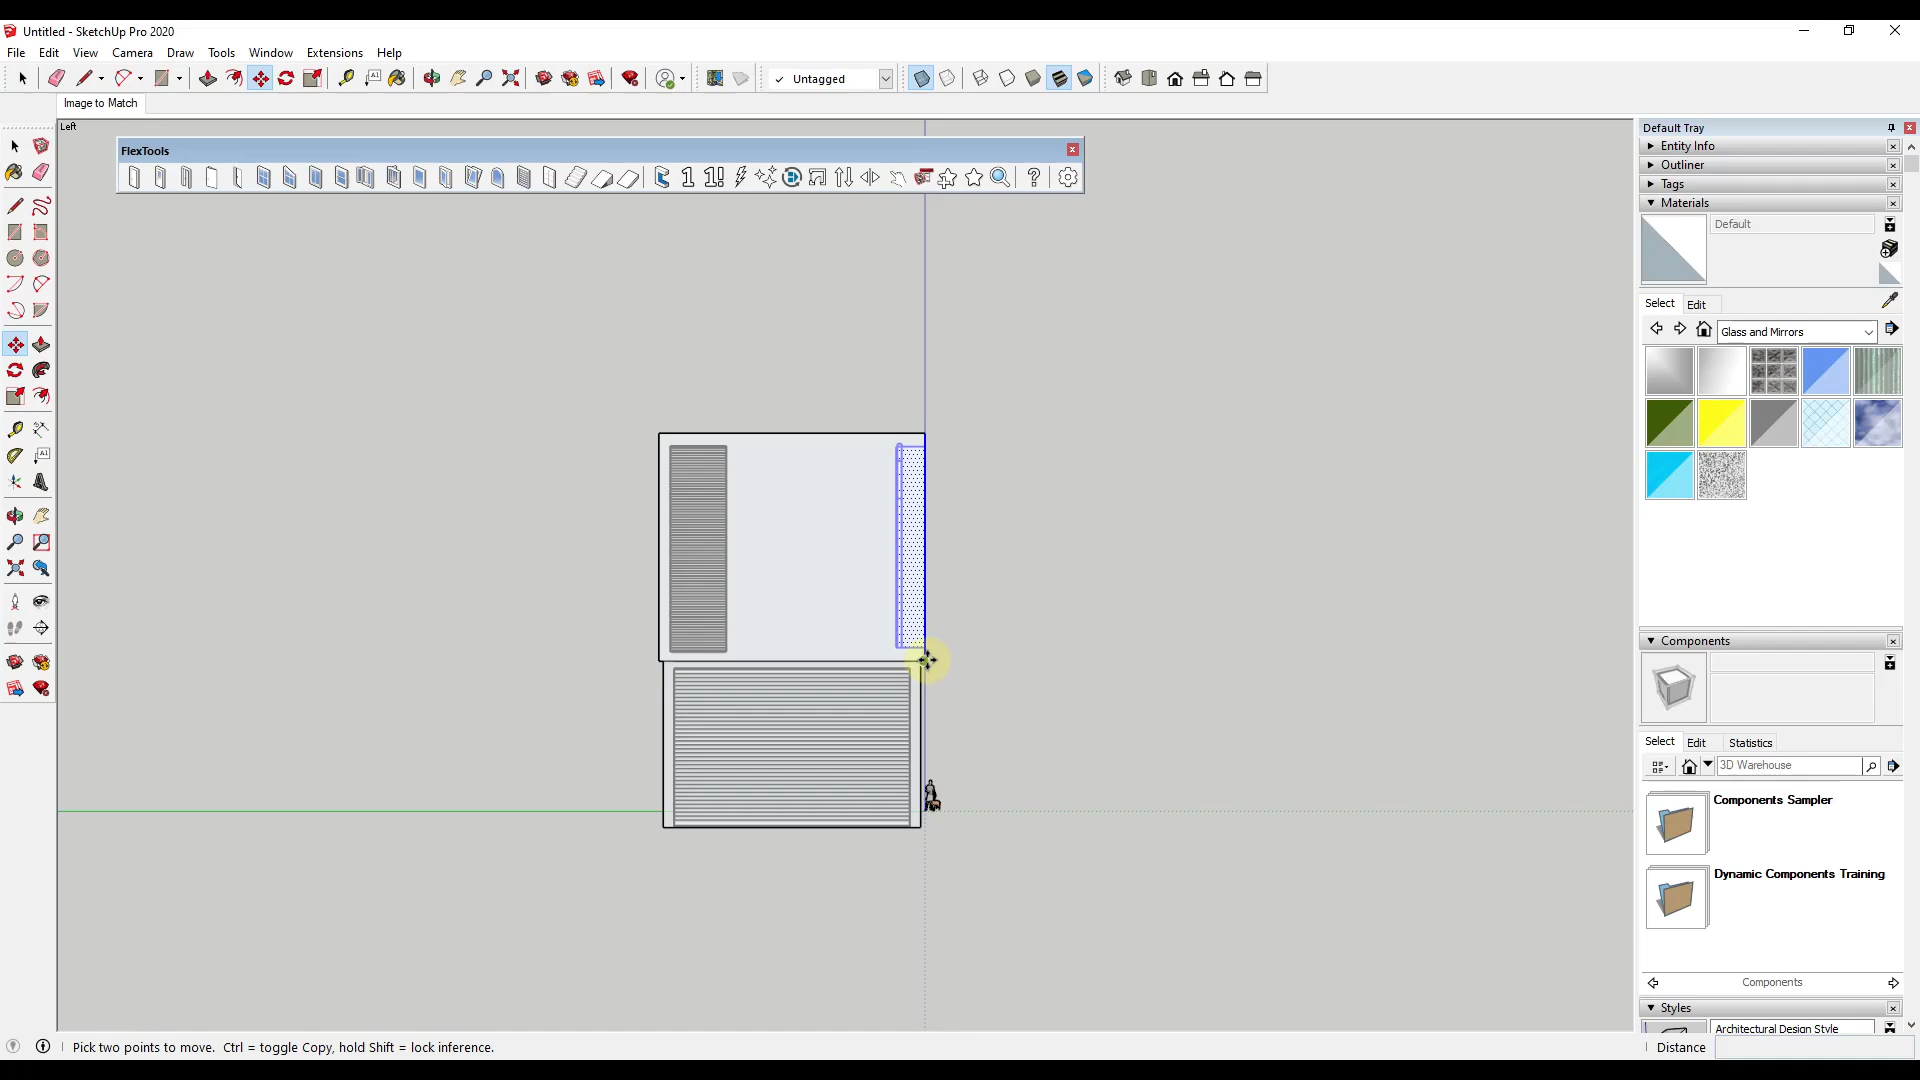 Untitled - SketchUp Pro 2020
File Edit View Camera Draw Tools Window Extensions Help
Untagged
Image to Match
Left
FlexTools
1 1!
Default Tray
Entity Info
Outliner
Tags
Materials
Default
Select Edit
Glass and Mirrors
Components
Select Edit Statistics
3D Warehouse
Components Sampler
Dynamic Components Training
Components
Styles
Architectural Design Style
Pick two points to move. Ctrl = toggle Copy, hold Shift = lock inference.
Distance